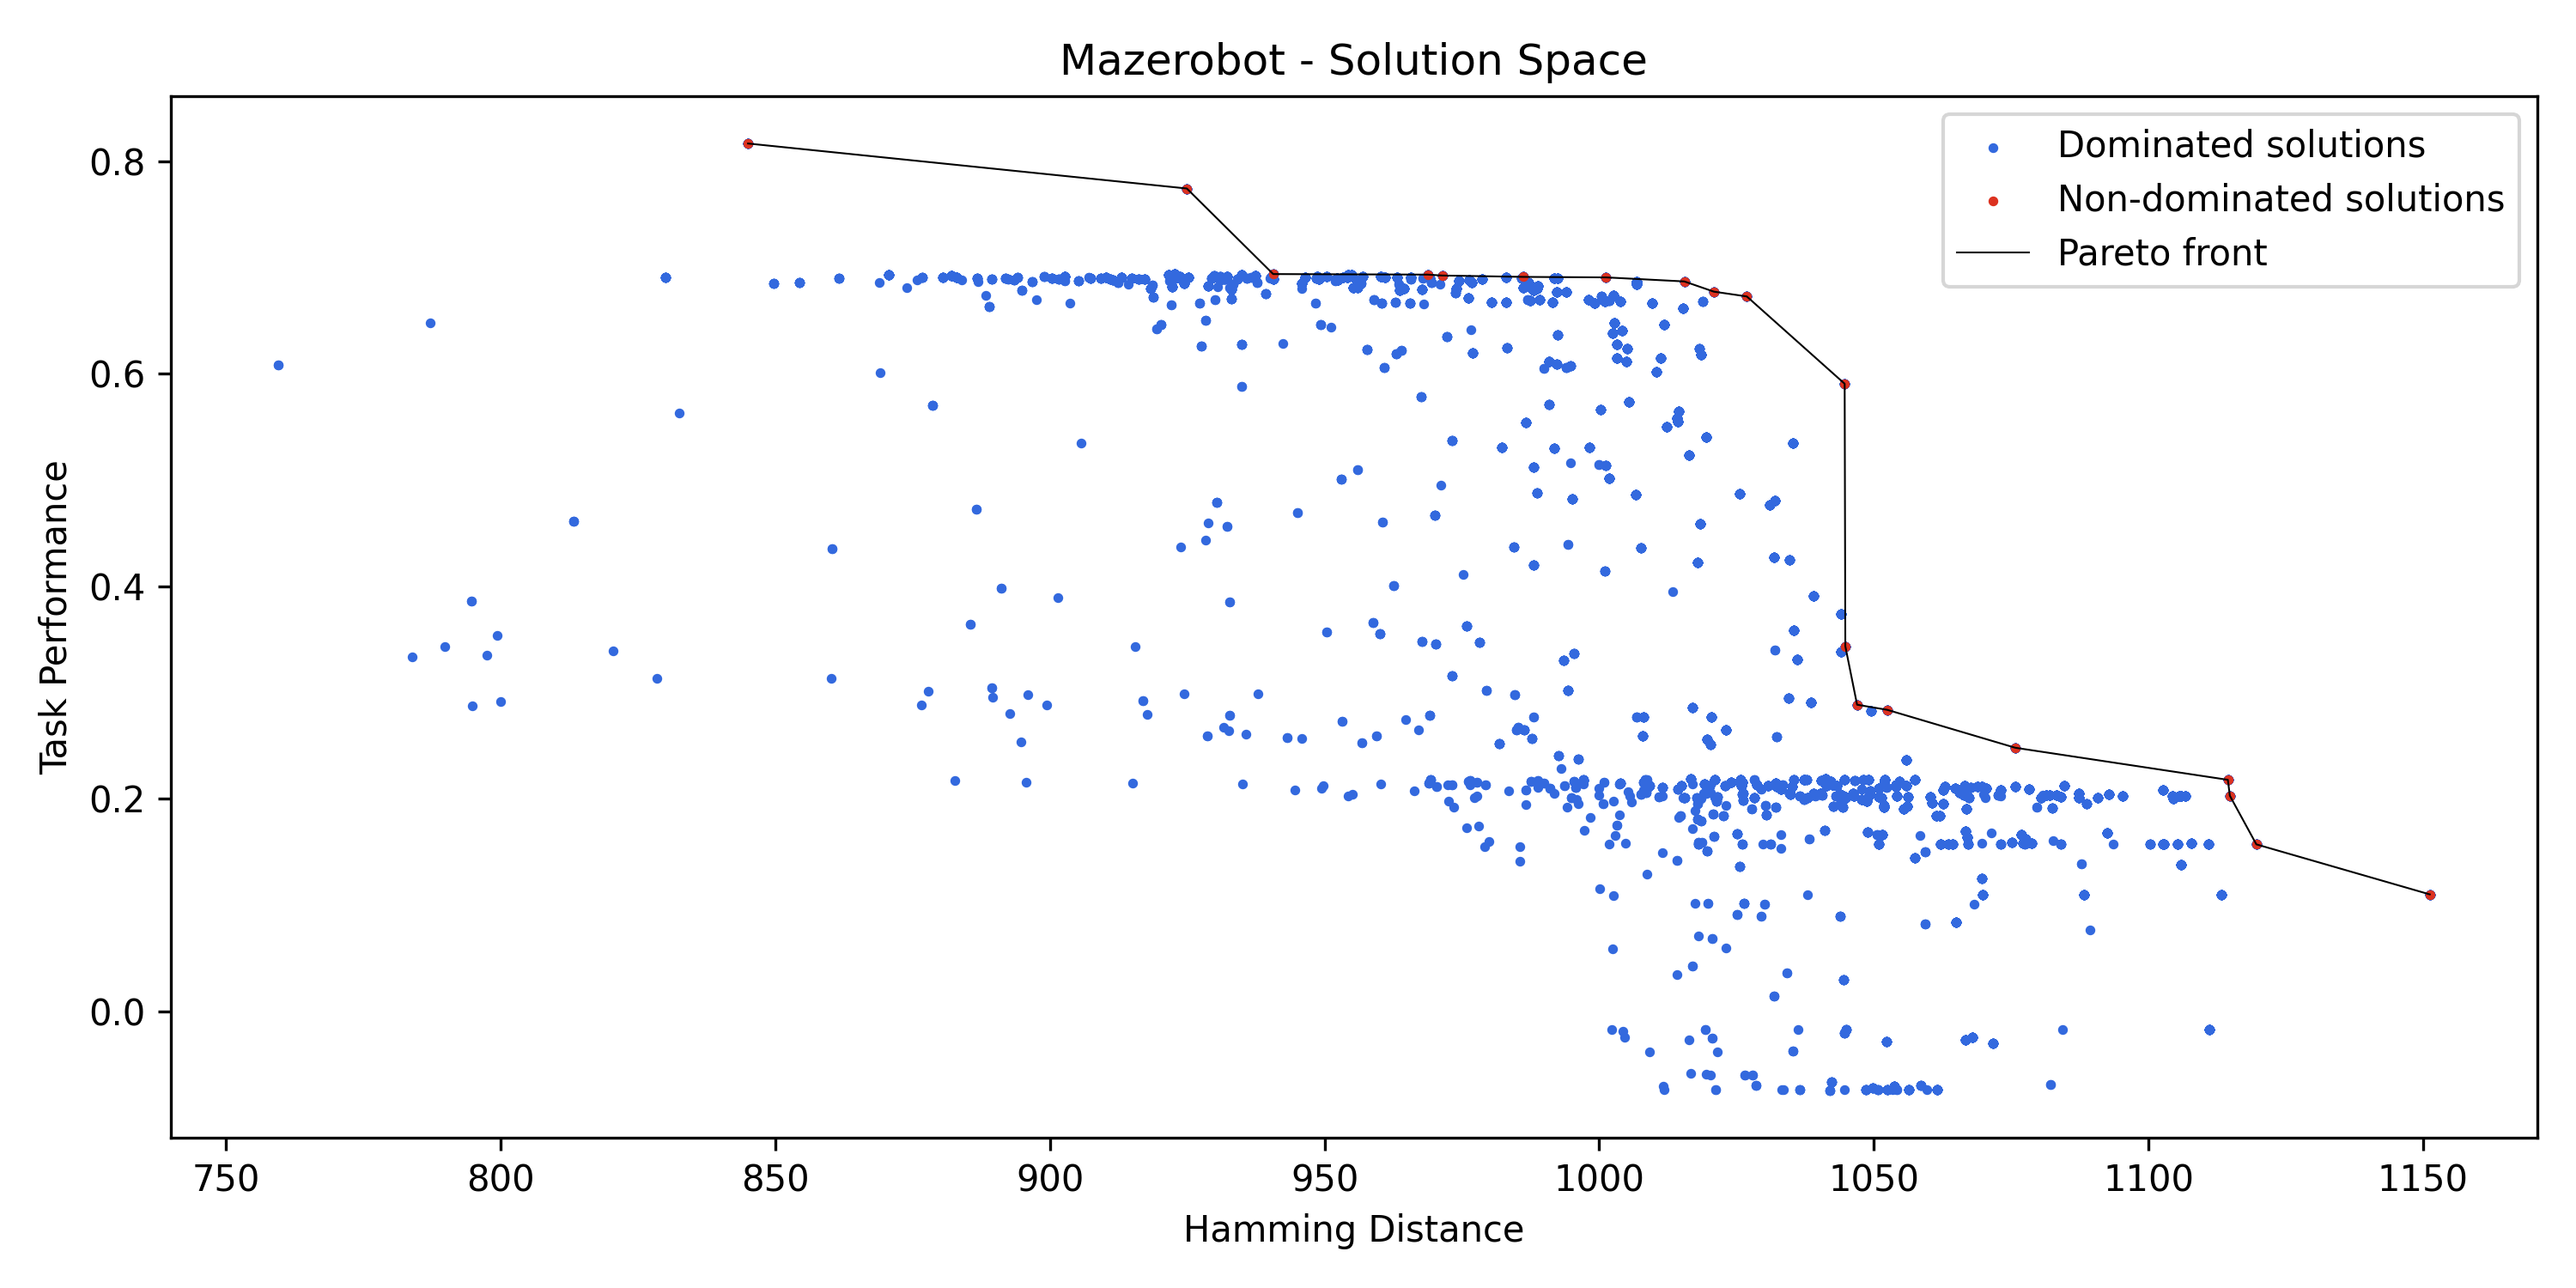 Mazerobot - Solution Space
Dominated solutions
Non-dominated solutions
Pareto front
0.8
0.6
0.4
0.2
0.0
Task Performance
750 800 850 900 950 1000 1050 1100 1150
Hamming Distance